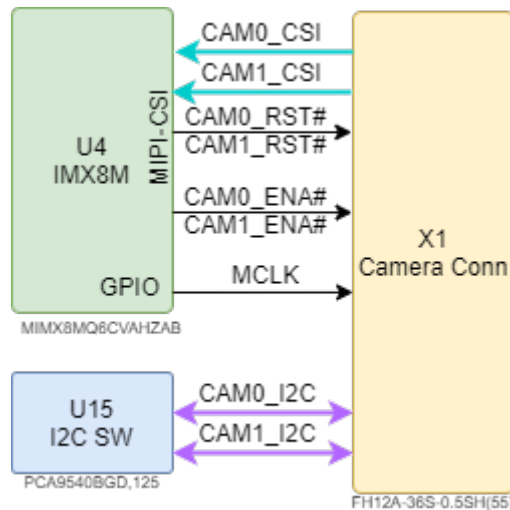 CAM0_CSI
CAM1_CSI
CAM0_RST#
CAM1_RST#
MIPI-CSI
U4
IMX8M
CAM0_ENA#
CAM1_ENA#
X1
Camera Conn
GPIO
MCLK
MIMX8MQ6CVAHZAB
U15
I2C SW
CAM0_I2C
CAM1_I2C
PCA9540BGD,125
FH12A-36S-0.5SH(55